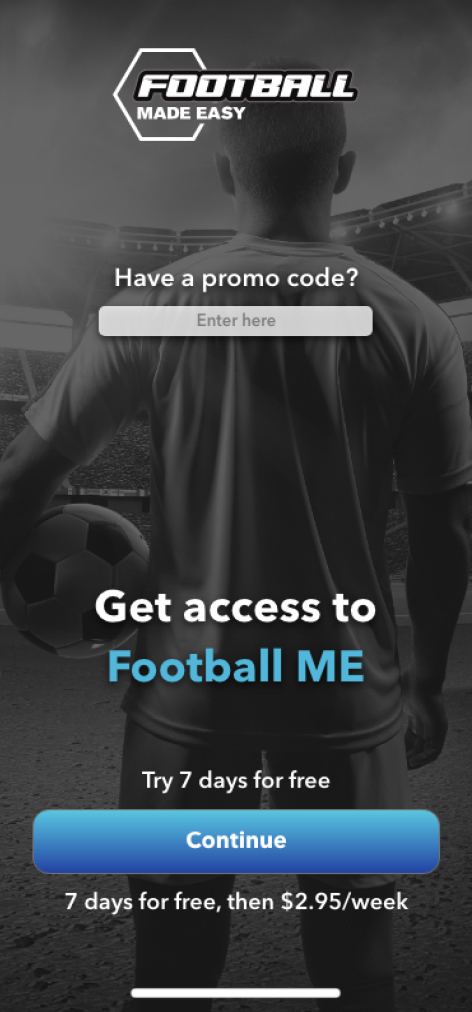 FOOTBALL
MADE EASY
Have a promo code?
Enter here
Get access to
Football ME
Try 7 days for free
Continue
7 days for free, then $2.95/week